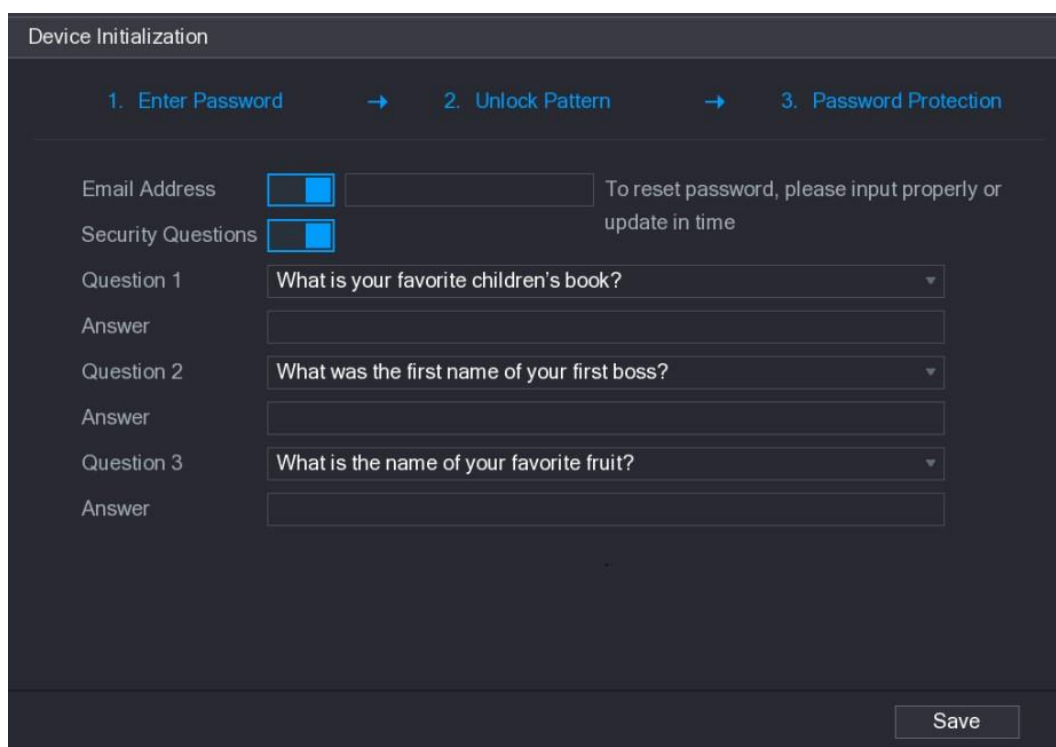 Device Initialization
1. Enter Password → 2. Unlock Pattern → 3. Password Protection
Email Address
To reset password, please input properly or
update in time
Security Questions
Question 1
What is your favorite children's book?
Answer
Question 2
What was the first name of your first boss?
Answer
Question 3
What is the name of your favorite fruit?
Answer
Save